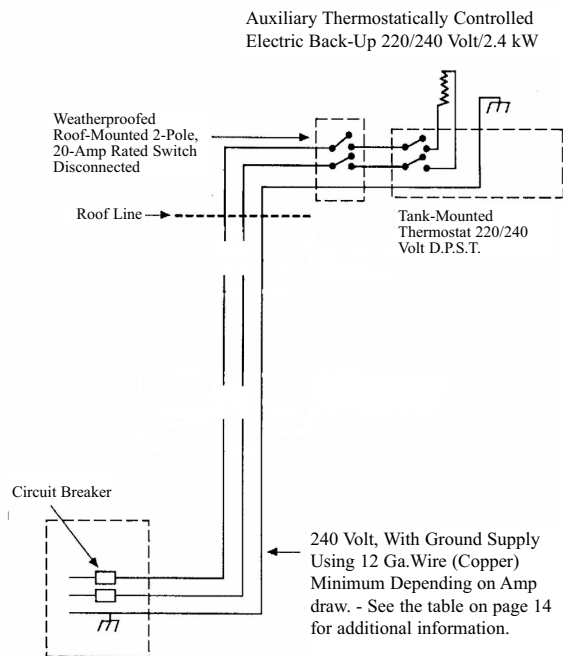 Auxiliary Thermostatically Controlled
Electric Back-Up 220/240 Volt/2.4 kW
Weatherproofed
Roof-Mounted 2-Pole,
20-Amp Rated Switch
Disconnected
Roof Line
Tank-Mounted
Thermostat 220/240
Volt D.P.S.T.
Circuit Breaker
240 Volt, With Ground Supply
Using 12 Ga.Wire (Copper)
Minimum Depending on Amp
draw. - See the table on page 14
for additional information.